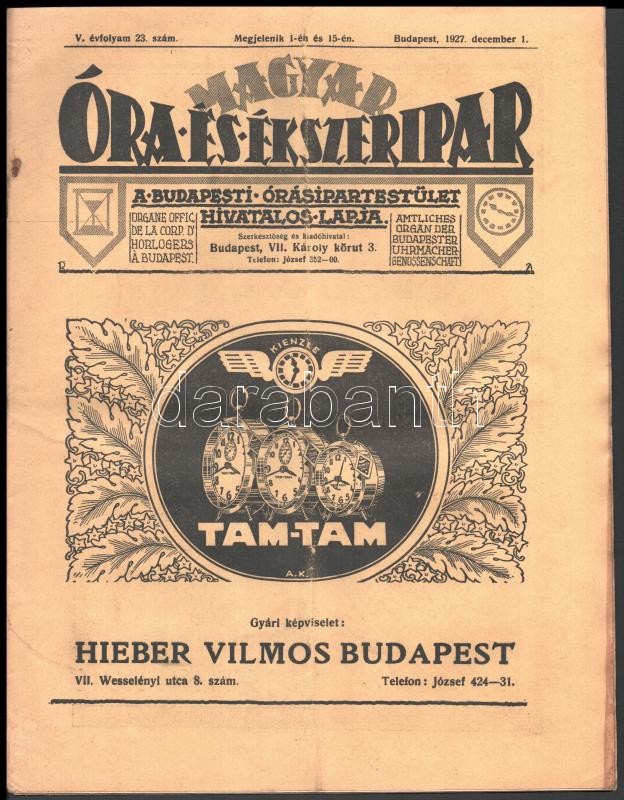 V. évfolyam 23. szám. Megjelenik 1-én és 15-én. Budapest, 1927. december 1.
MAGYAR
ÓRA-ÉS-ÉKSZERIPAR
A·BUDAPESTI·ÓRÁSIPARTESTÜLET
HIVATALOS·LAPJA.
ORGANE OFFIC.
DE LA CORP. D'
HORLOGERS
À BUDAPEST.
Szerkesztőség és kiadóhivatal:
Budapest, VII. Károly körut 3.
Telefon: József 352—00.
AMTLICHES
ORGAN DER
BUDAPESTER
UHRMACHER-
GENOSSENSCHAFT
R A
KIENZLE
darabanth
TAM-TAM
A.K.
Gyári képviselet:
HIEBER VILMOS BUDAPEST
VII. Wesselényi utca 8. szám. Telefon: József 424—31.